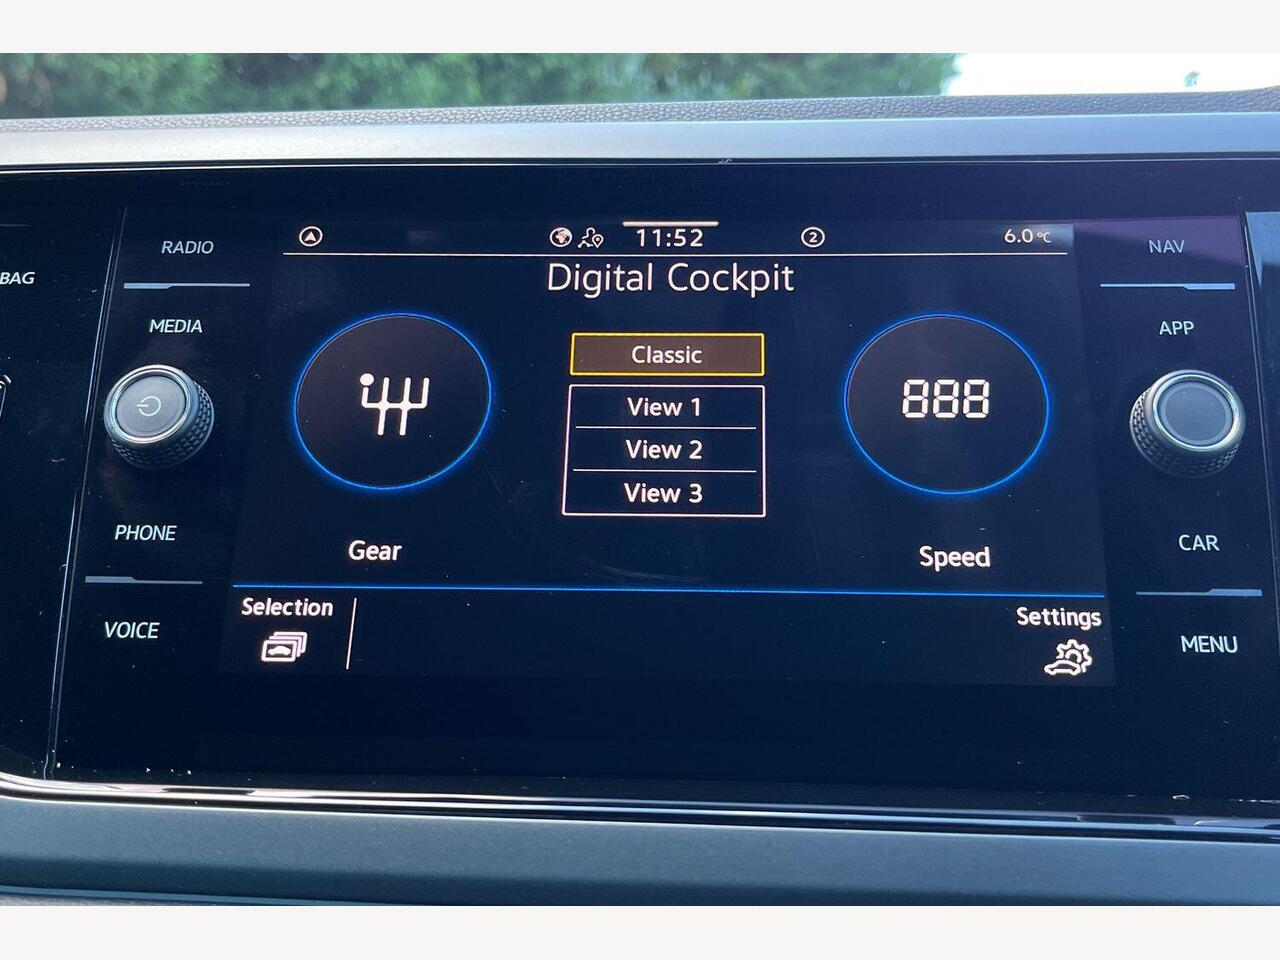 11:52
2
6.0°C
Digital Cockpit
RADIO
NAV
BAG
MEDIA
APP
Classic
View 1
View 2
View 3
888
Gear
Speed
PHONE
CAR
Selection
Settings
VOICE
MENU